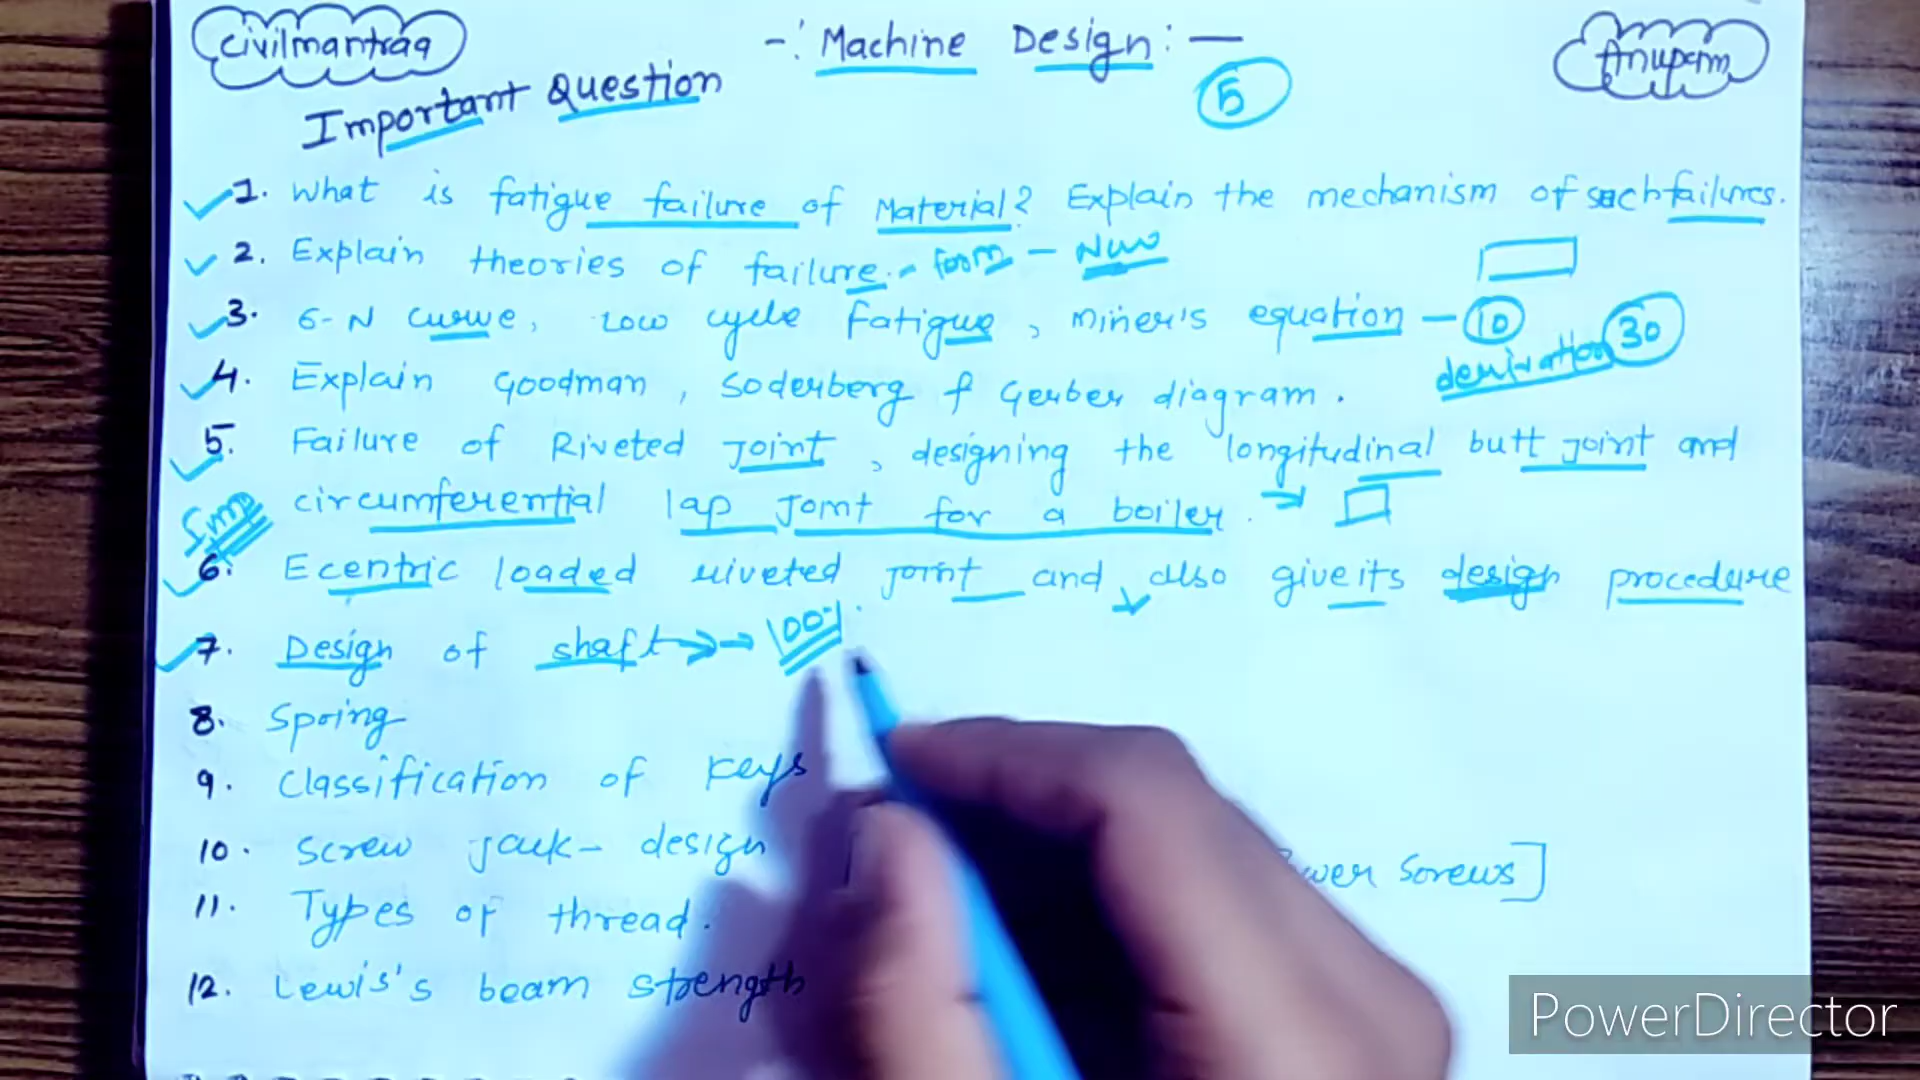 civilmantraa
-: Machine Design :-
Anupam
Important Question
5
1. What is fatigue failure of Material? Explain the mechanism of such failures.
2. Explain theories of failure. - form - Num
3. 6-N curve, Low cycle Fatigue, Miner's equation - 10
derivation 30
4. Explain Goodman, Soderberg & Gerber diagram.
5. Failure of Riveted Joint, designing the longitudinal butt joint and
circumferential lap Joint for a boiler. →
Imp
6. Ecentric loaded riveted joint and also give its design procedure
7. Design of shaft → → 100%.
8. Spring
9. Classification of Keys
10. Screw Jack - design
Screws]
11. Types of thread.
12. Lewis's beam strength
PowerDirector